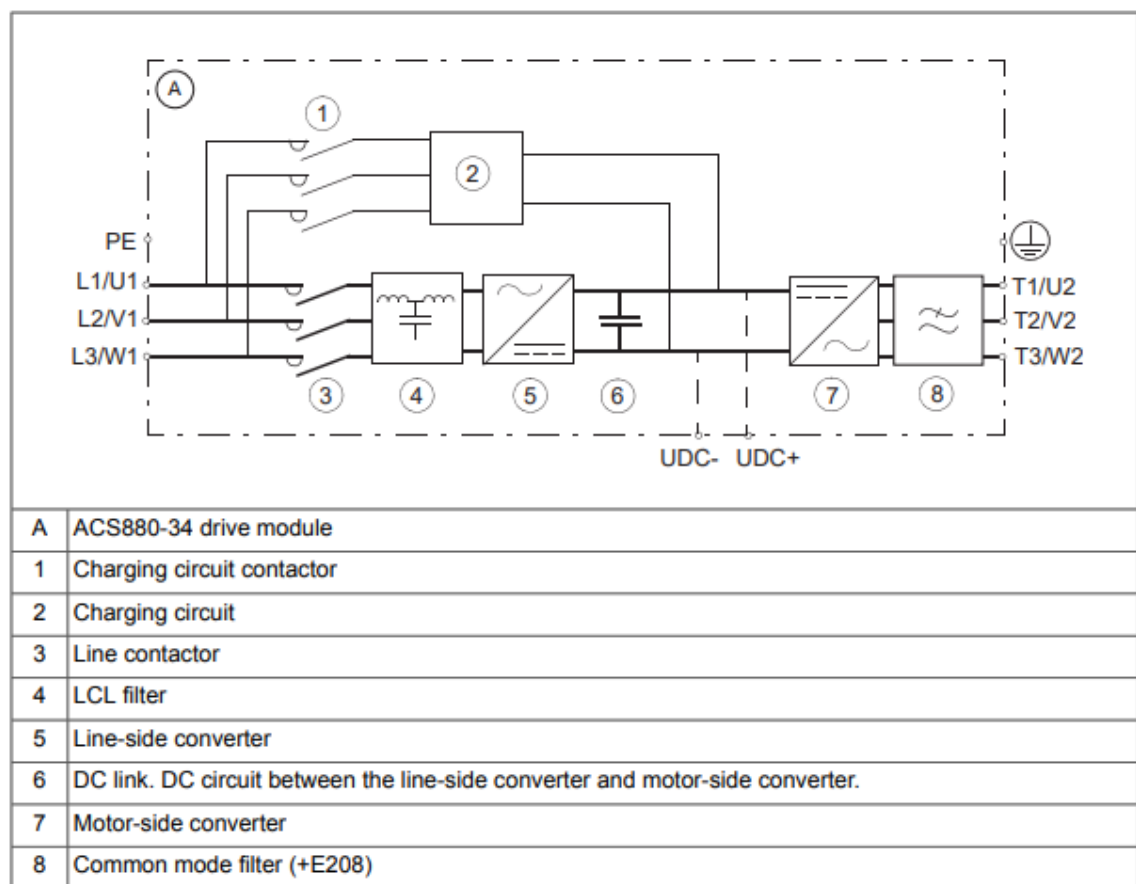 A
1
2
PE
L1/U1
L2/V1
L3/W1
T1/U2
T2/V2
T3/W2
3
4
5
6
7
8
UDC- UDC+
A ACS880-34 drive module
1 Charging circuit contactor
2 Charging circuit
3 Line contactor
4 LCL filter
5 Line-side converter
6 DC link. DC circuit between the line-side converter and motor-side converter.
7 Motor-side converter
8 Common mode filter (+E208)